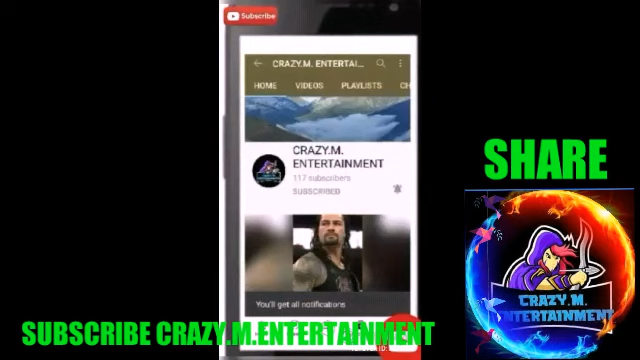 Subscribe
CRAZY.M. ENTERTAI...
HOME VIDEOS PLAYLISTS CH
CRAZY.M.
ENTERTAINMENT
117 subscribers
SUBSCRIBED
You'll get all notifications
SHARE
CRAZY.M.
ENTERTAINMENT
SUBSCRIBE CRAZY.M.ENTERTAINMENT